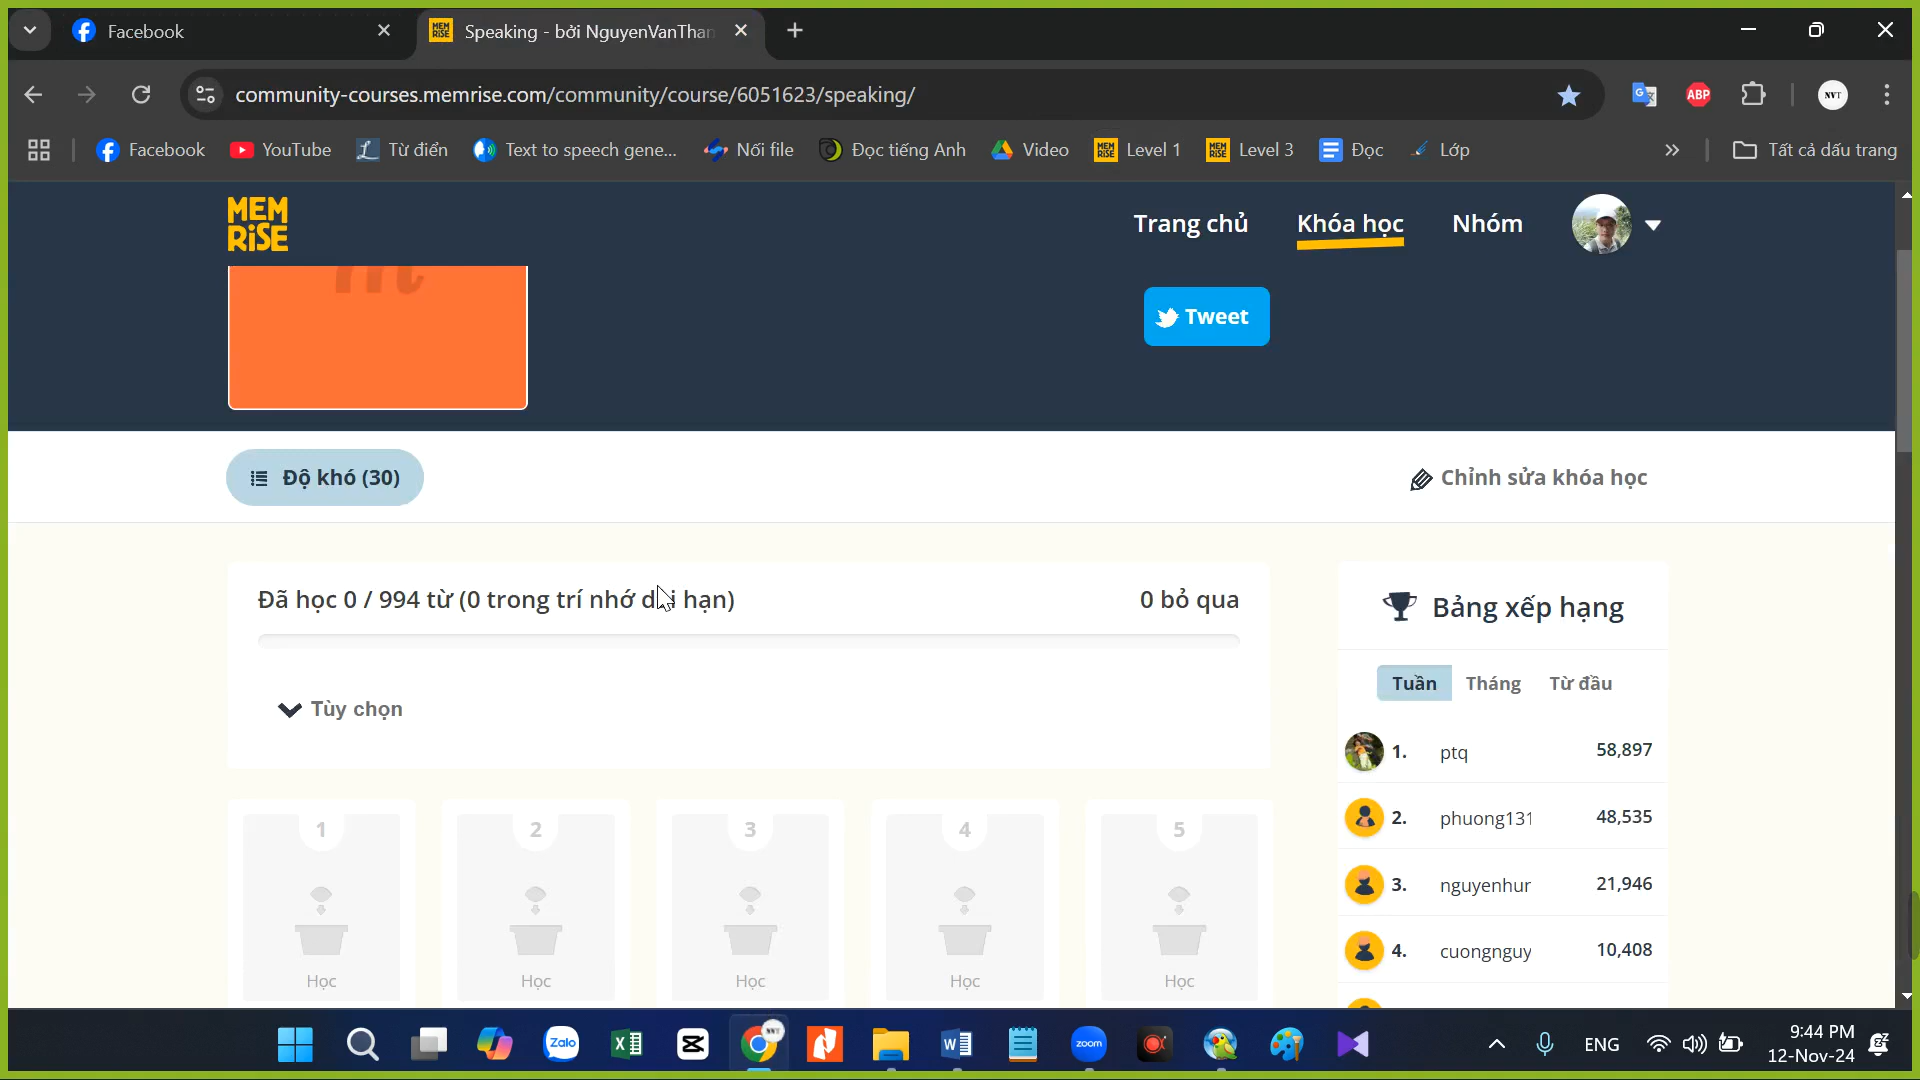 Facebook
Speaking - bởi NguyenVanThan
community-courses.memrise.com/community/course/6051623/speaking/
ABP
NVT
Facebook
YouTube
Từ điển
Text to speech gene...
Nối file
Đọc tiếng Anh
Video
Level 1
Level 3
Đọc
Lớp
Tất cả dấu trang
MEM
RiSE
Trang chủ
Khóa học
Nhóm
m
Tweet
Độ khó (30)
Chỉnh sửa khóa học
Đã học 0 / 994 từ (0 trong trí nhớ dài hạn)
0 bỏ qua
Tùy chọn
1
2
3
4
5
Học
Học
Học
Học
Học
Bảng xếp hạng
Tuần
Tháng
Từ đầu
1. ptq 58,897
2. phuong131 48,535
3. nguyenhur 21,946
4. cuongnguy 10,408
Zalo
zoom
ENG
9:44 PM
12-Nov-24